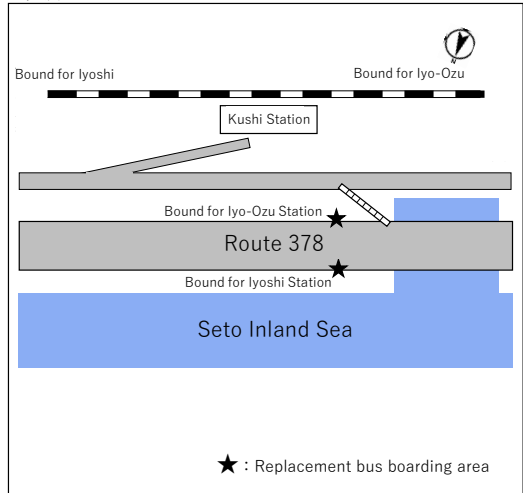 Bound for Iyoshi
Bound for Iyo-Ozu
Kushi Station
Bound for Iyo-Ozu Station
Route 378
Bound for Iyoshi Station
Seto Inland Sea
★：Replacement bus boarding area